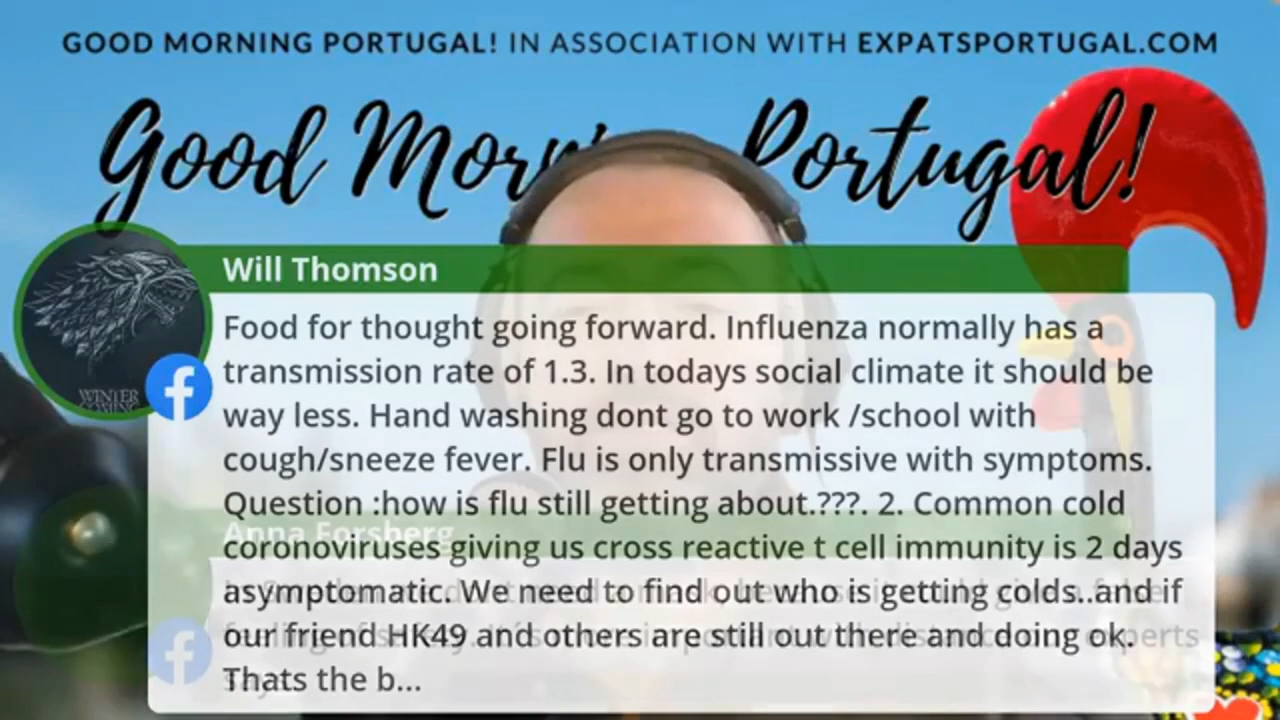 GOOD MORNING PORTUGAL! IN ASSOCIATION WITH EXPATSPORTUGAL.COM
Good Morni Portugal!
Will Thomson
Food for thought going forward. Influenza normally has a
transmission rate of 1.3. In todays social climate it should be
way less. Hand washing dont go to work /school with
cough/sneeze fever. Flu is only transmissive with symptoms.
Question :how is flu still getting about.???. 2. Common cold
coronoviruses giving us cross reactive t cell immunity is 2 days
asymptomatic. We need to find out who is getting colds..and if
our friend HK49 and others are still out there and doing ok.
Thats the b...
Anna Forsberg
WINTER
COMING